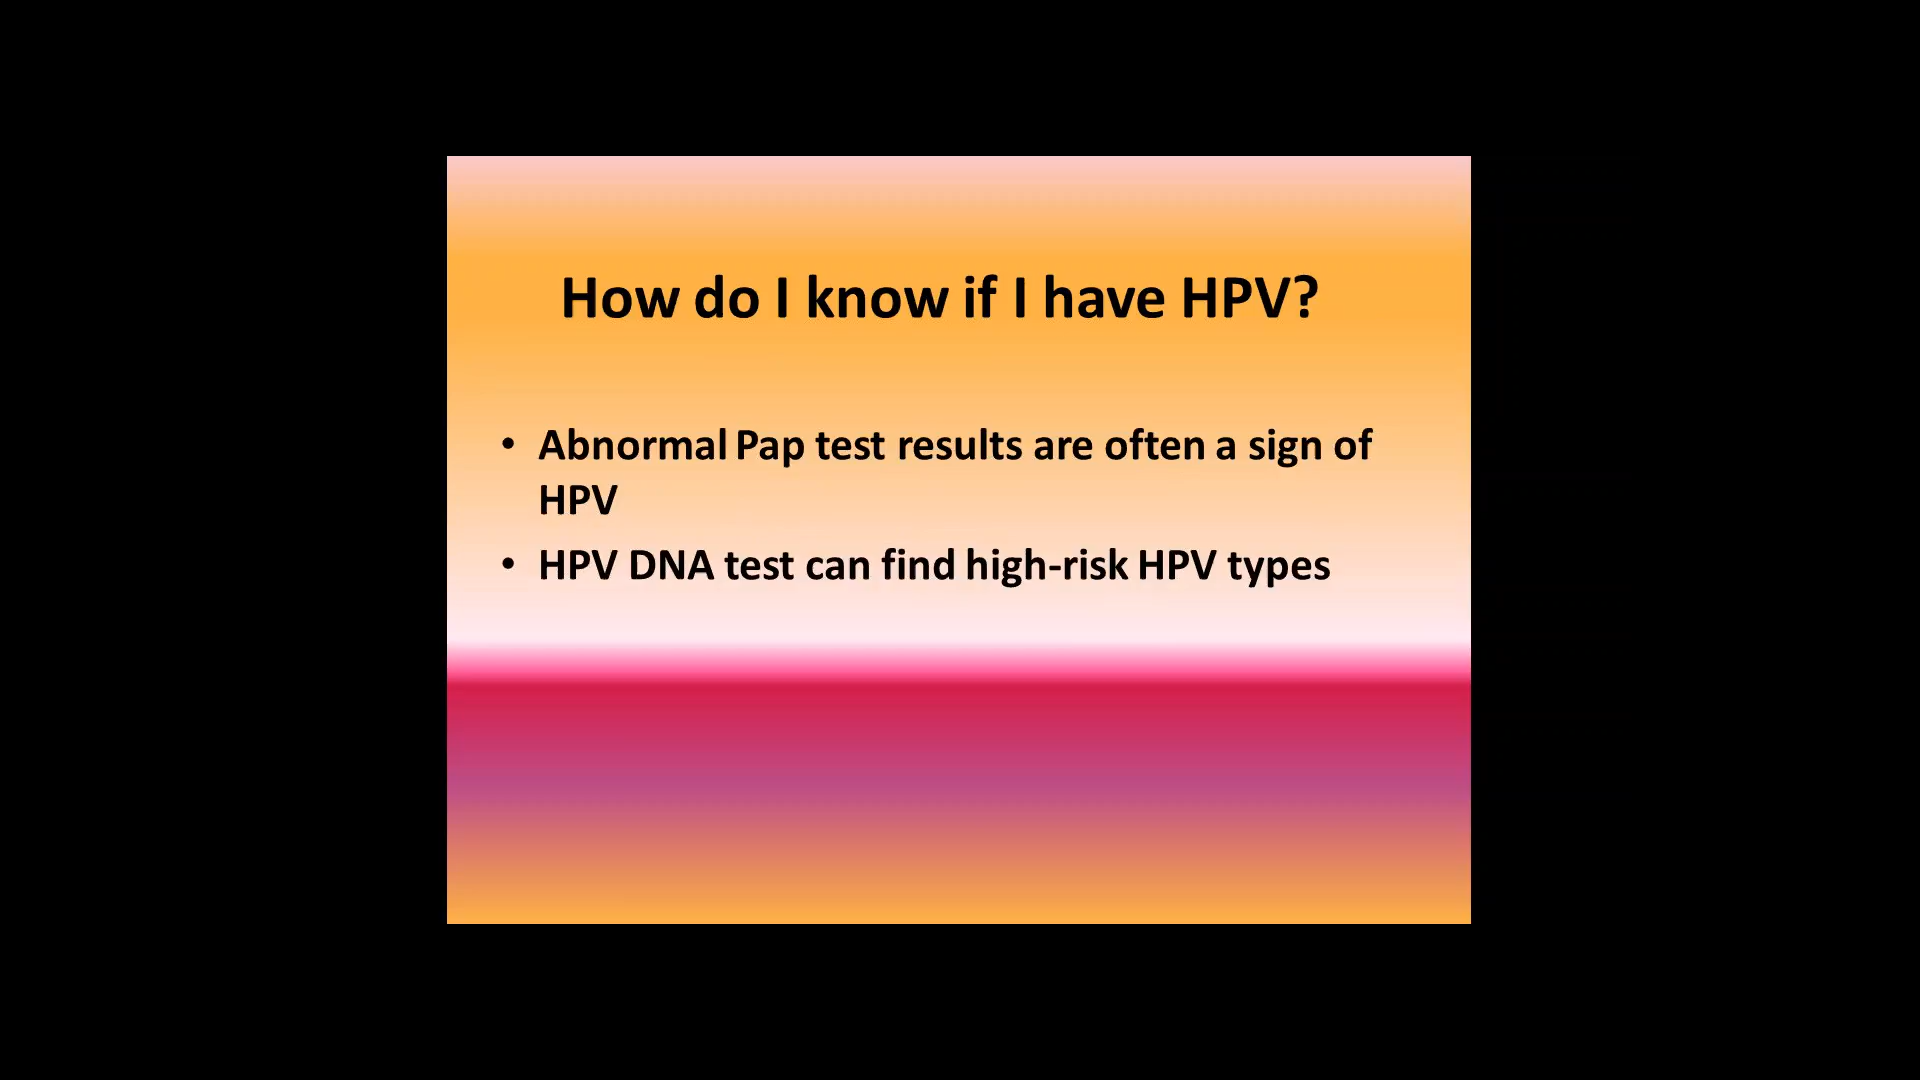 How do I know if I have HPV?
• Abnormal Pap test results are often a sign of
HPV
• HPV DNA test can find high-risk HPV types